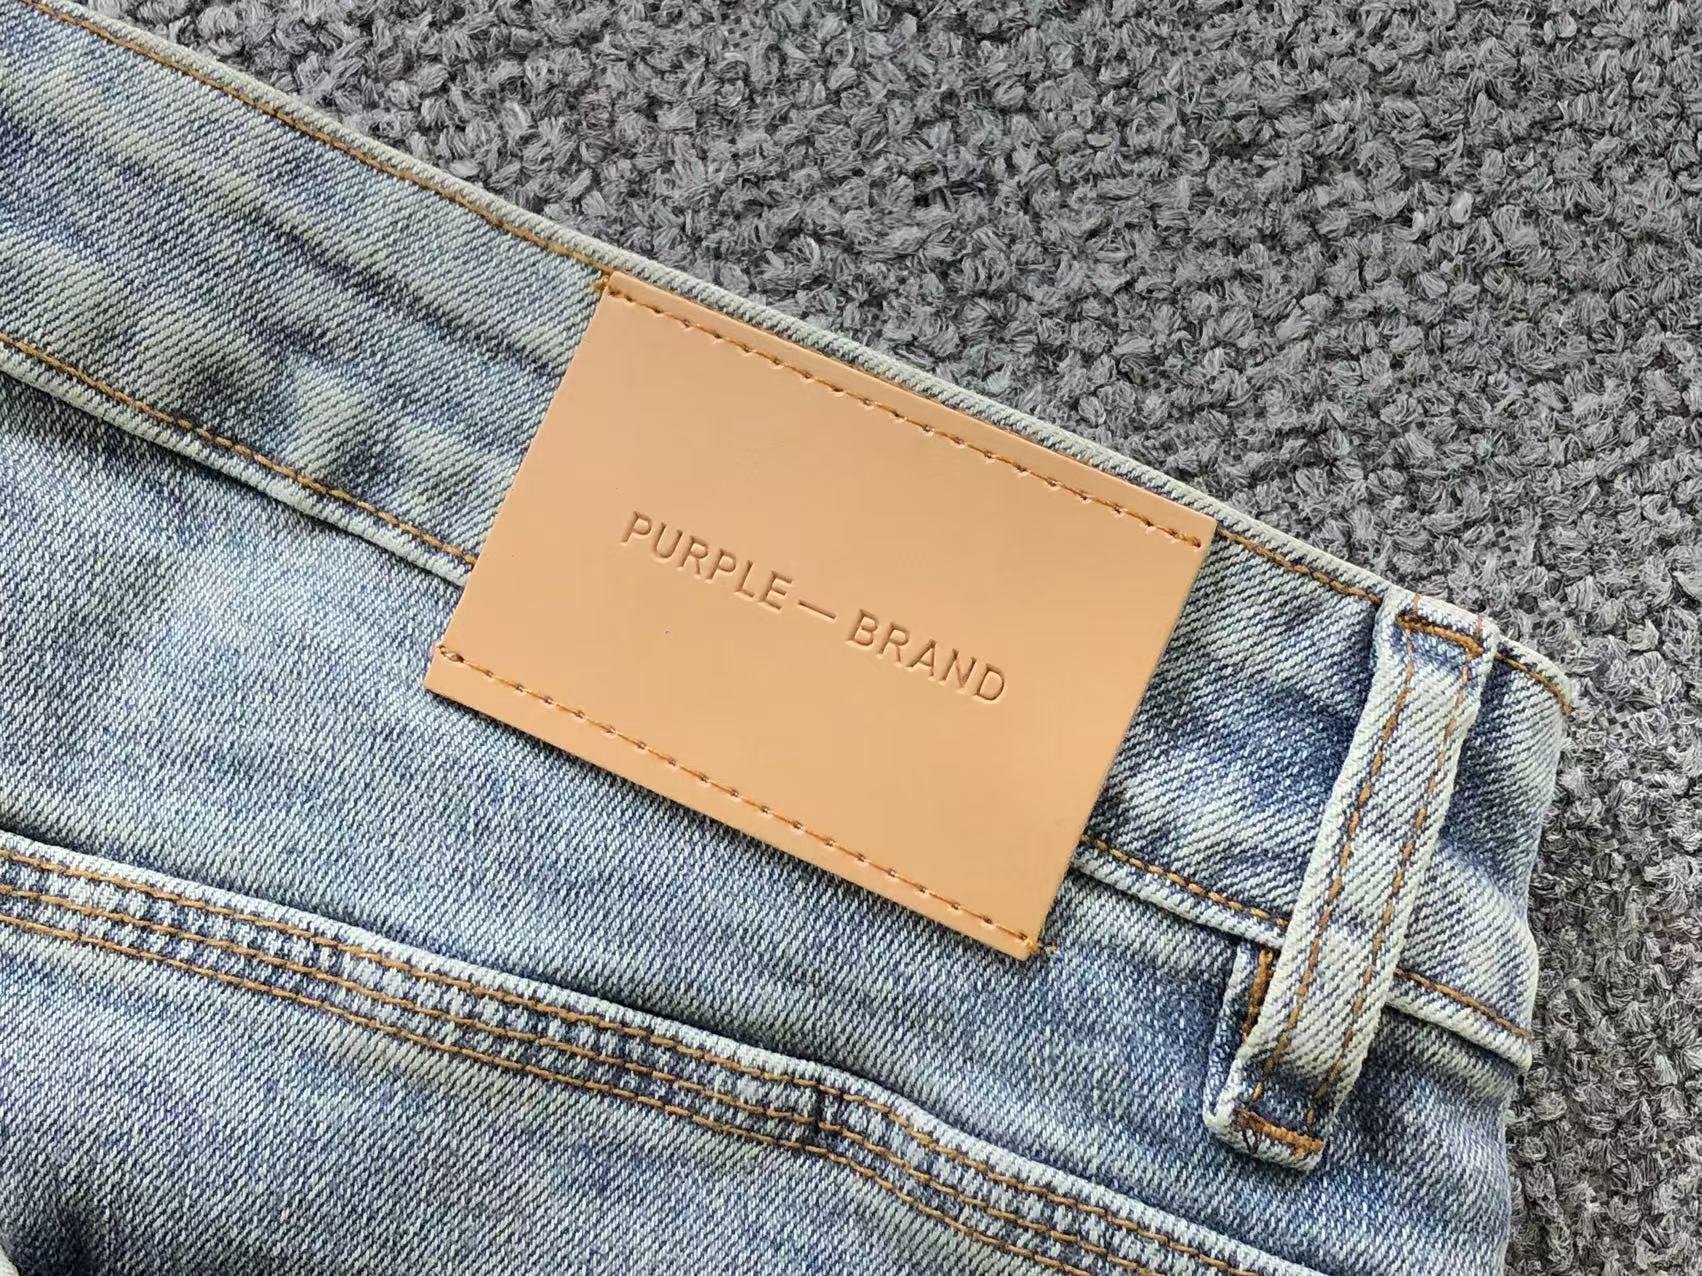 PURPLE — BRAND